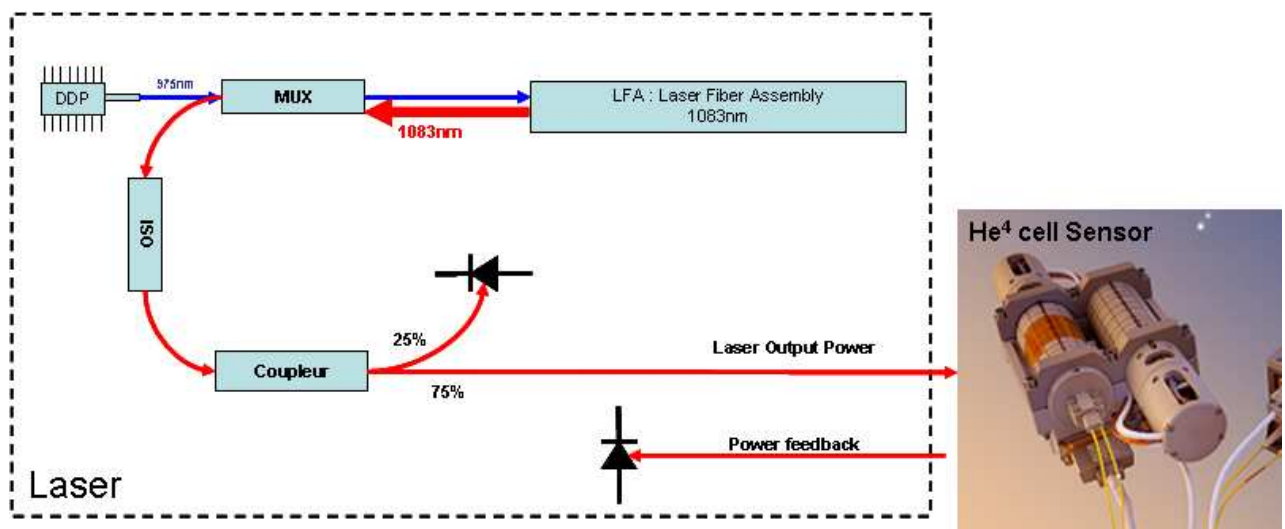 DDP
975nm
MUX
LFA : Laser Fiber Assembly
1083nm
1083nm
ISO
He⁴ cell Sensor
25%
Laser Output Power
Coupleur
75%
Power feedback
Laser